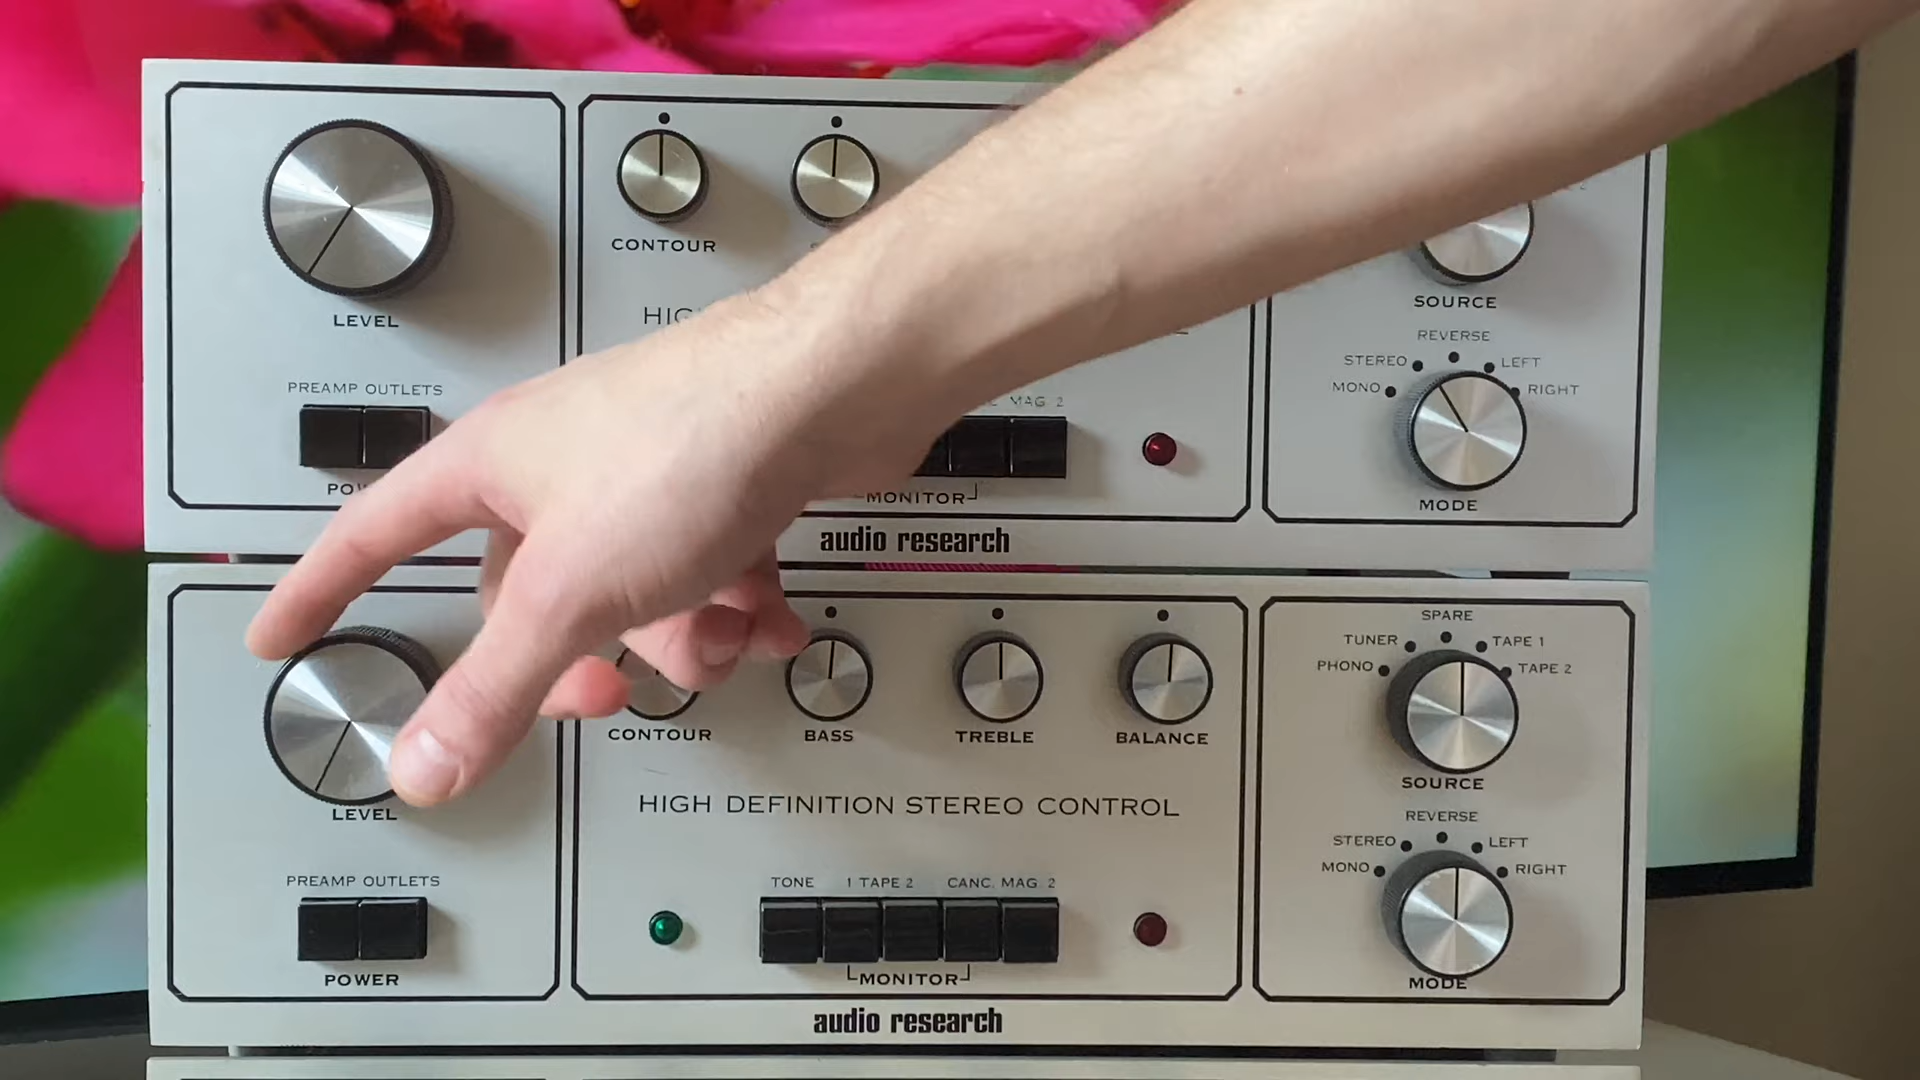 CONTOUR
LEVEL
SOURCE
REVERSE
STEREO LEFT
MONO RIGHT
PREAMP OUTLETS
MAG. 2
MONITOR
MODE
audio research
SPARE
TUNER TAPE 1
PHONO TAPE 2
CONTOUR BASS TREBLE BALANCE
SOURCE
LEVEL
HIGH DEFINITION STEREO CONTROL
REVERSE
STEREO LEFT
MONO RIGHT
PREAMP OUTLETS
TONE 1 TAPE 2 CANC. MAG. 2
POWER
MONITOR
MODE
audio research